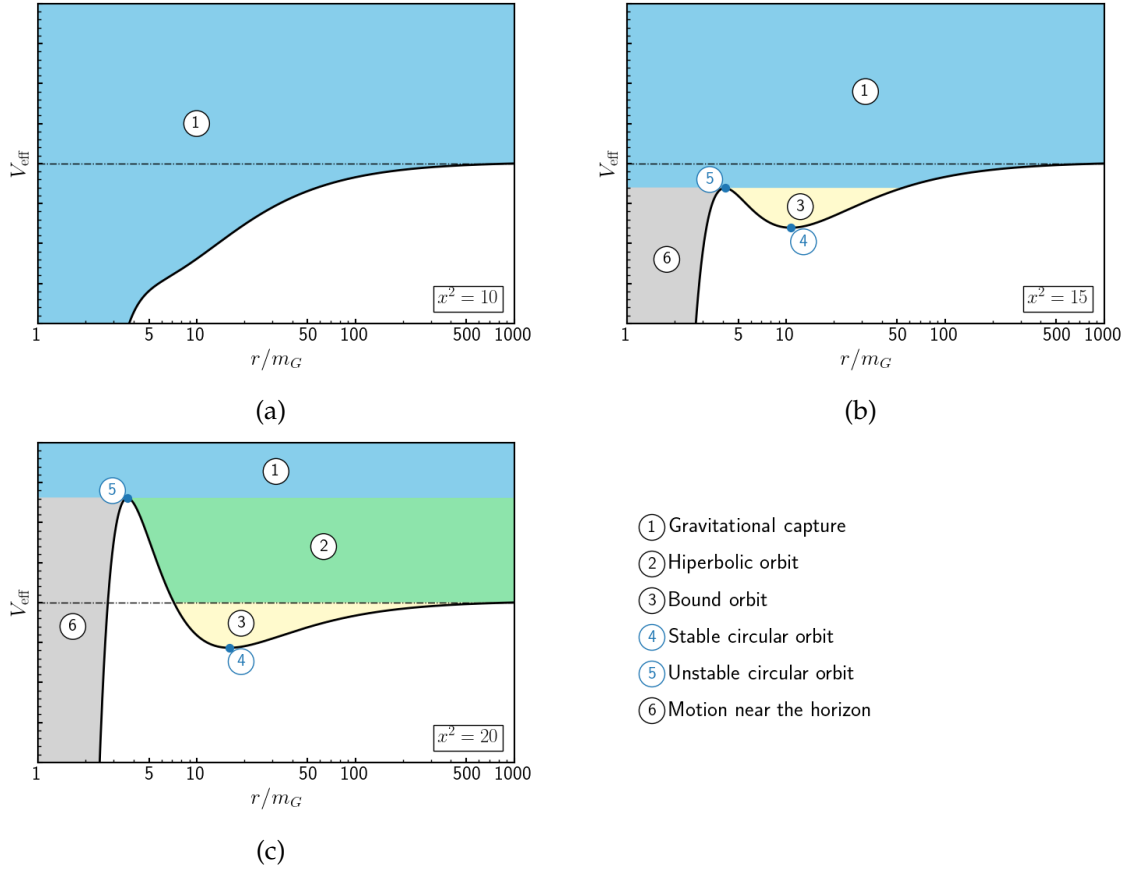 V_eff
1
x² = 10
1 5 10 50 100 500 1000
r/m_G
(a)
V_eff
1
5
3
4
6
x² = 15
1 5 10 50 100 500 1000
r/m_G
(b)
V_eff
1
5
2
3
6
4
x² = 20
1 5 10 50 100 500 1000
r/m_G
(c)
1 Gravitational capture
2 Hiperbolic orbit
3 Bound orbit
4 Stable circular orbit
5 Unstable circular orbit
6 Motion near the horizon